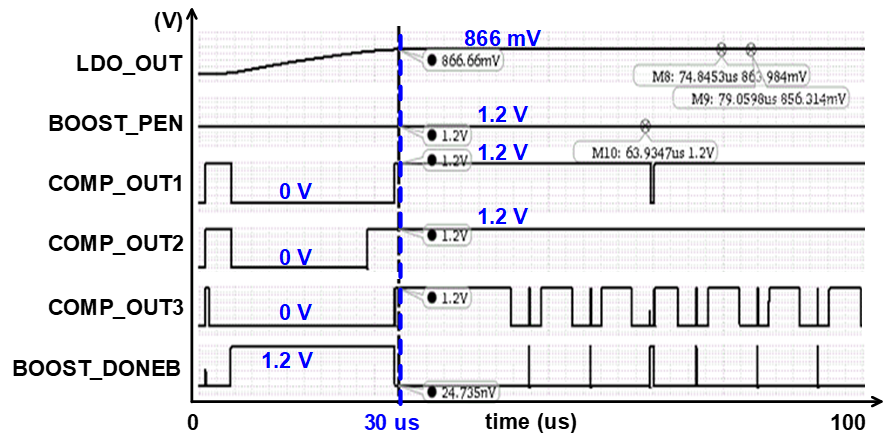 (V)
LDO_OUT
866 mV
866.66mV
M8: 74.8453us 863.984mV
M9: 79.0598us 856.314mV
BOOST_PEN
1.2 V
1.2V
M10: 63.9347us 1.2V
COMP_OUT1
0 V
1.2V
1.2 V
COMP_OUT2
0 V
1.2 V
1.2V
COMP_OUT3
0 V
1.2V
BOOST_DONEB
1.2 V
24.735nV
0
30 us
time (us)
100